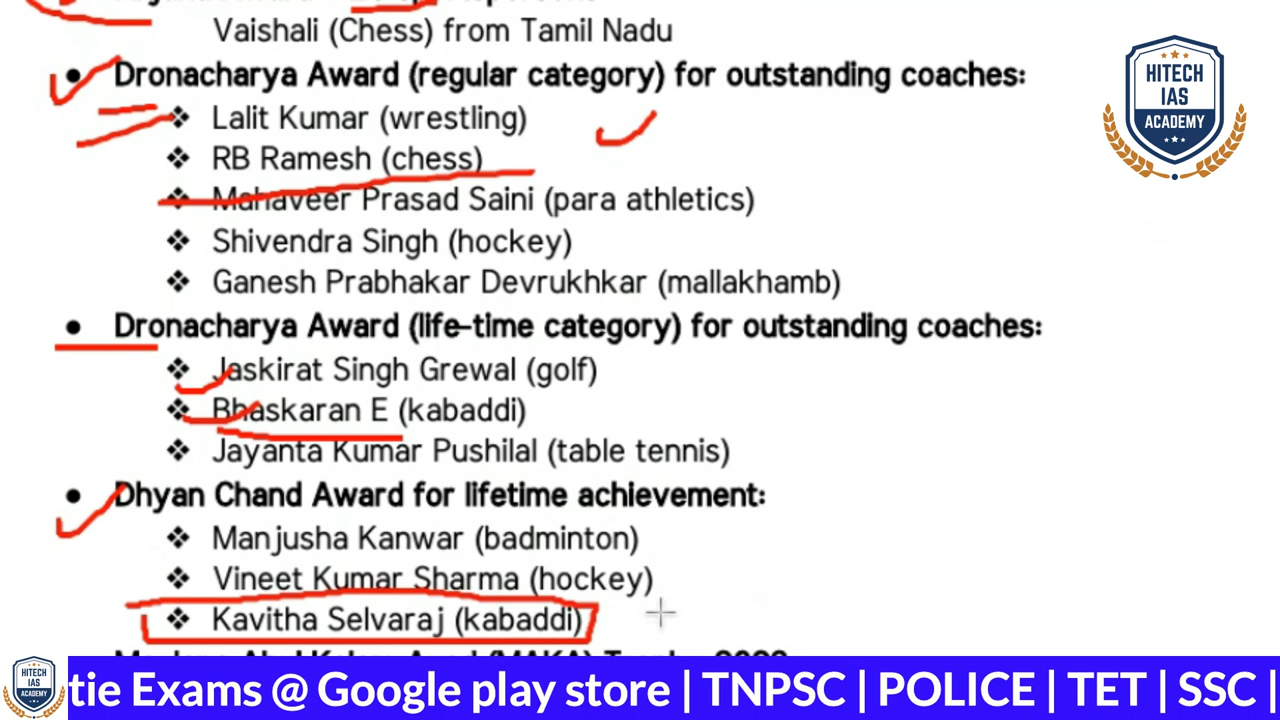 Vaishali (Chess) from Tamil Nadu
• Dronacharya Award (regular category) for outstanding coaches:
❖ Lalit Kumar (wrestling)
❖ RB Ramesh (chess)
❖ Mahaveer Prasad Saini (para athletics)
❖ Shivendra Singh (hockey)
❖ Ganesh Prabhakar Devrukhkar (mallakhamb)
• Dronacharya Award (life-time category) for outstanding coaches:
❖ Jaskirat Singh Grewal (golf)
❖ Bhaskaran E (kabaddi)
❖ Jayanta Kumar Pushilal (table tennis)
• Dhyan Chand Award for lifetime achievement:
❖ Manjusha Kanwar (badminton)
❖ Vineet Kumar Sharma (hockey)
❖ Kavitha Selvaraj (kabaddi)
HITECH
IAS
ACADEMY
HITECH
IAS
ACADEMY
tie Exams @ Google play store | TNPSC | POLICE | TET | SSC |